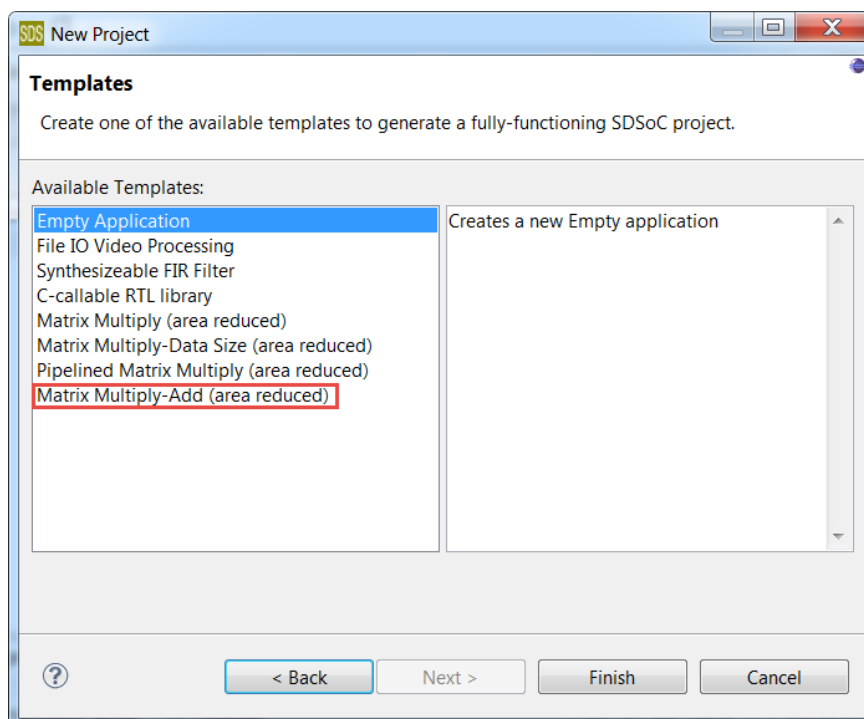 SDS New Project
X
Templates
Create one of the available templates to generate a fully-functioning SDSoC project.
Available Templates:
Empty Application
File IO Video Processing
Synthesizeable FIR Filter
C-callable RTL library
Matrix Multiply (area reduced)
Matrix Multiply-Data Size (area reduced)
Pipelined Matrix Multiply (area reduced)
Matrix Multiply-Add (area reduced)
Creates a new Empty application
? < Back Next > Finish Cancel